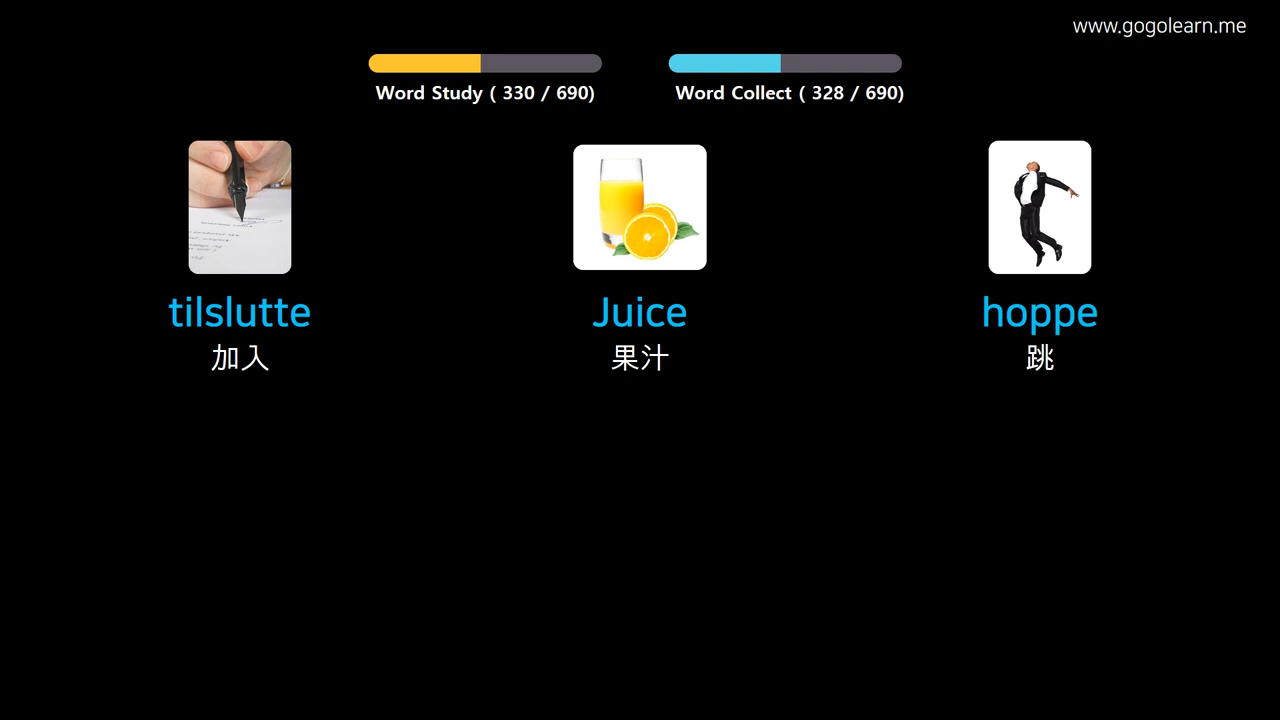 www.gogolearn.me
Word Study ( 330 / 690)
Word Collect ( 328 / 690)
tilslutte
Juice
hoppe
加入
果汁
跳